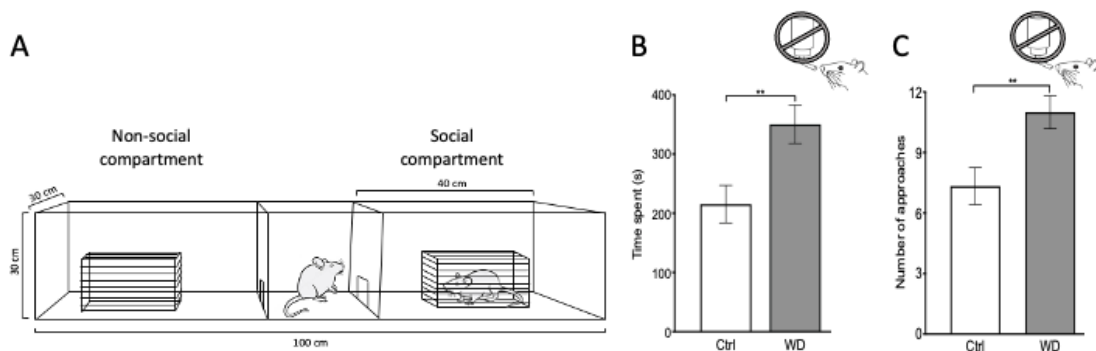 A
Non-social
compartment
Social
compartment
30 cm
40 cm
30 cm
100 cm
B
**
400
300
200
100
0
Time spent (s)
Ctrl
WD
C
**
12
9
6
3
0
Number of approaches
Ctrl
WD